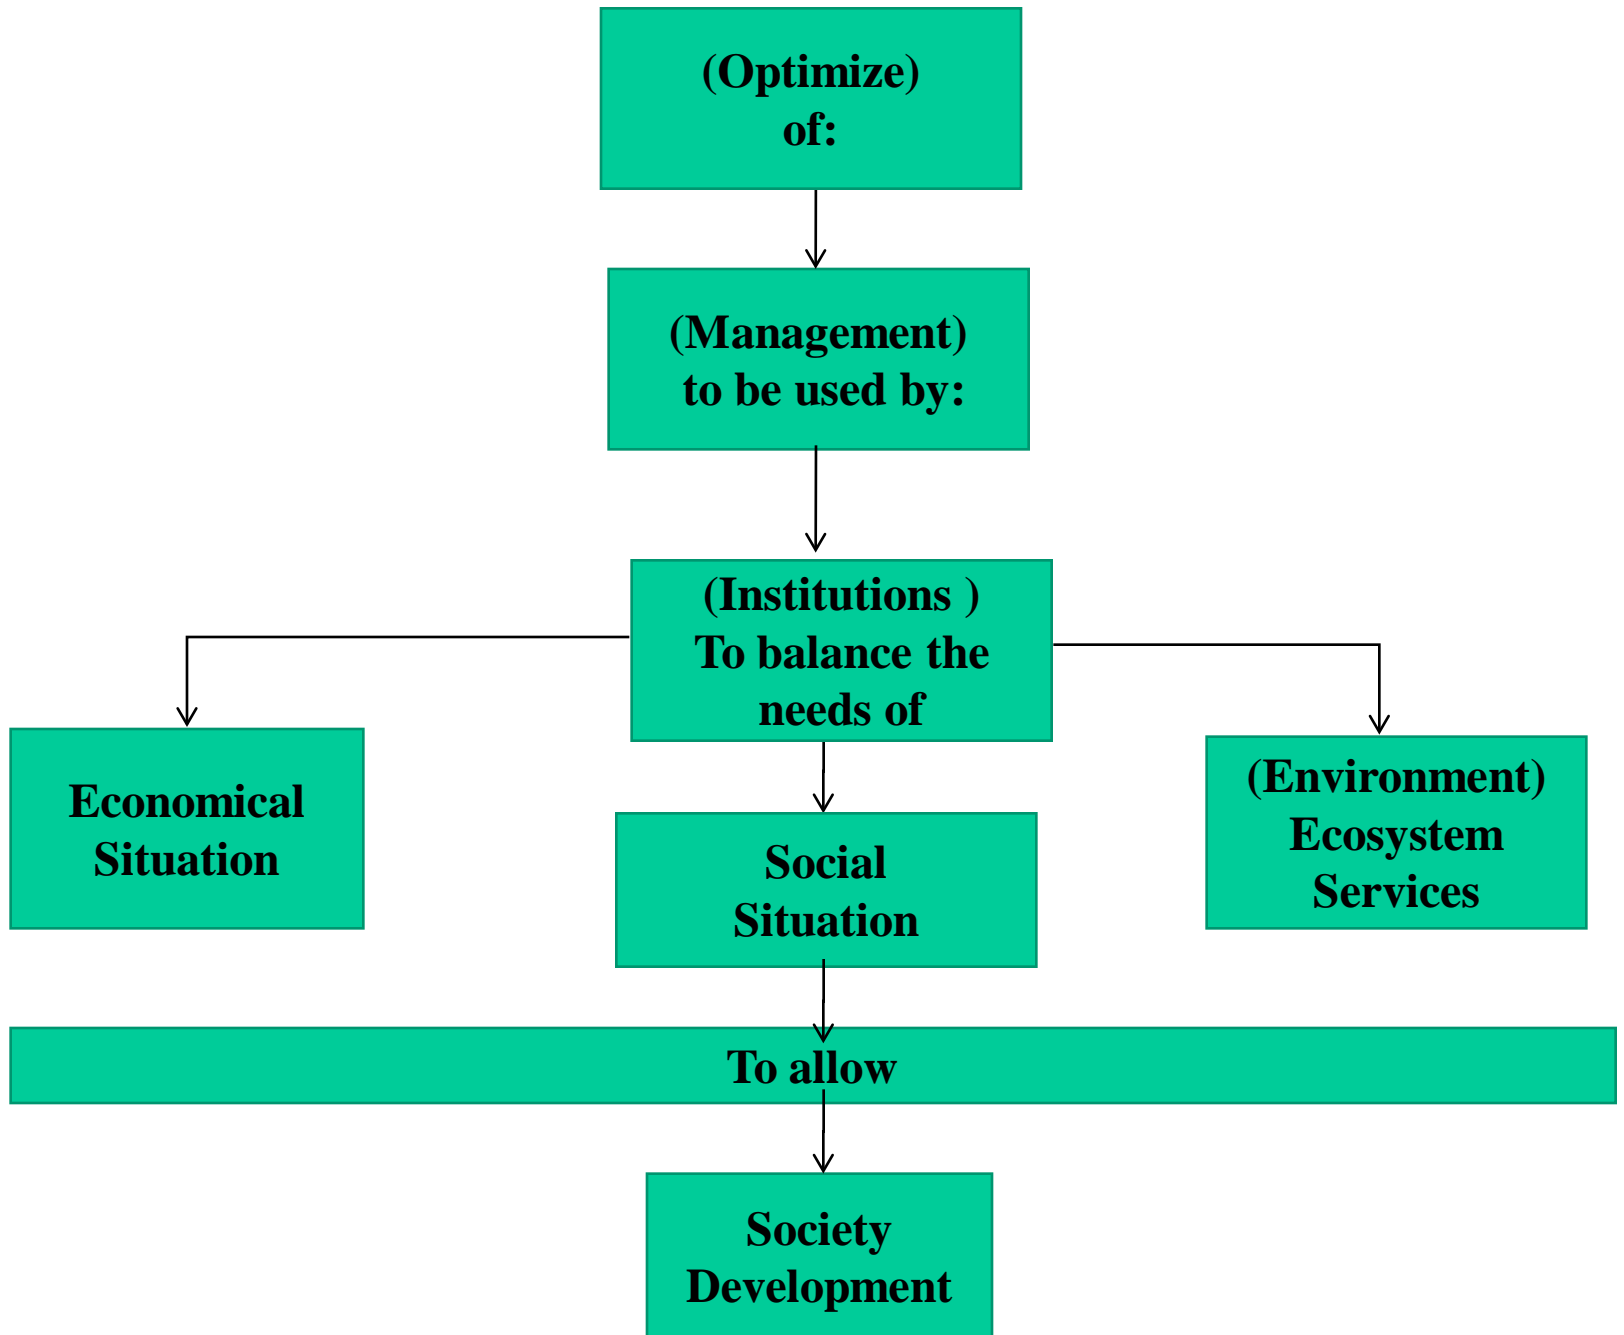 (Optimize)
of:
(Management)
to be used by:
(Institutions )
To balance the
needs of
Economical
Situation
Social
Situation
(Environment)
Ecosystem
Services
To allow
Society
Development